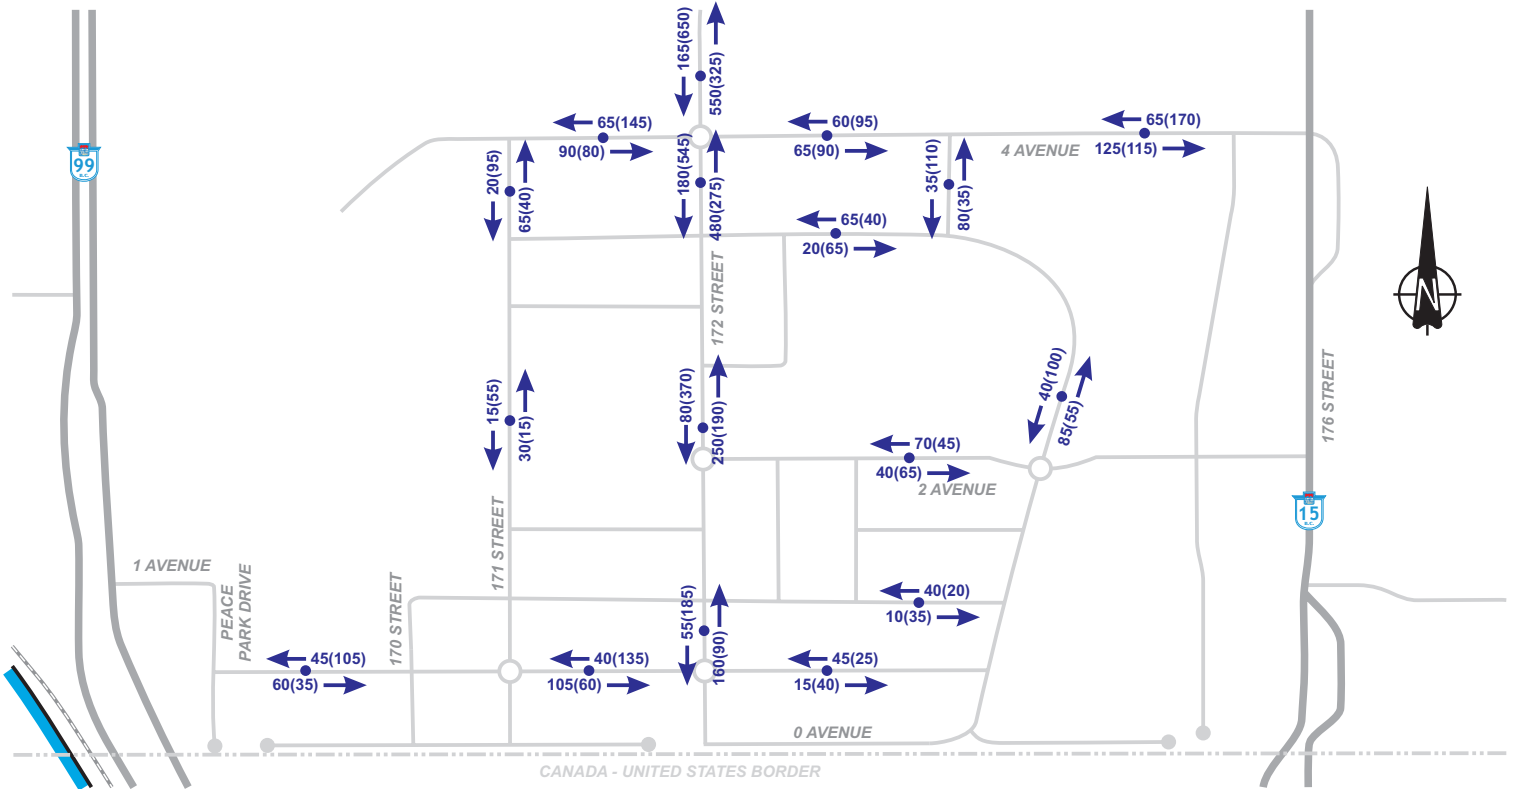 165(650)
550(325)
65(145)
90(80)
60(95)
65(90)
65(170)
4 AVENUE
125(115)
99
B.C.
20(95)
65(40)
180(545)
480(275)
35(110)
80(35)
65(40)
20(65)
172 STREET
N
15(55)
30(15)
80(370)
250(190)
40(100)
85(55)
176 STREET
70(45)
40(65)
2 AVENUE
15
B.C.
171 STREET
1 AVENUE
PEACE
PARK DRIVE
170 STREET
55(185)
160(90)
40(20)
10(35)
45(105)
60(35)
40(135)
105(60)
45(25)
15(40)
0 AVENUE
CANADA - UNITED STATES BORDER